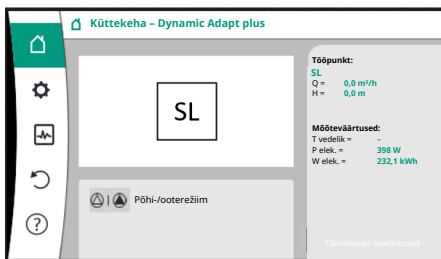 Küttekeha – Dynamic Adapt plus
SL
Põhi-/ooterežiim
Tööpunkt:
SL
Q = 0,0 m³/h
H = 0,0 m
Mõõteväärtused:
T vedelik = –
P elek. = 398 W
W elek. = 232,1 kWh
Täiendavad seadistused